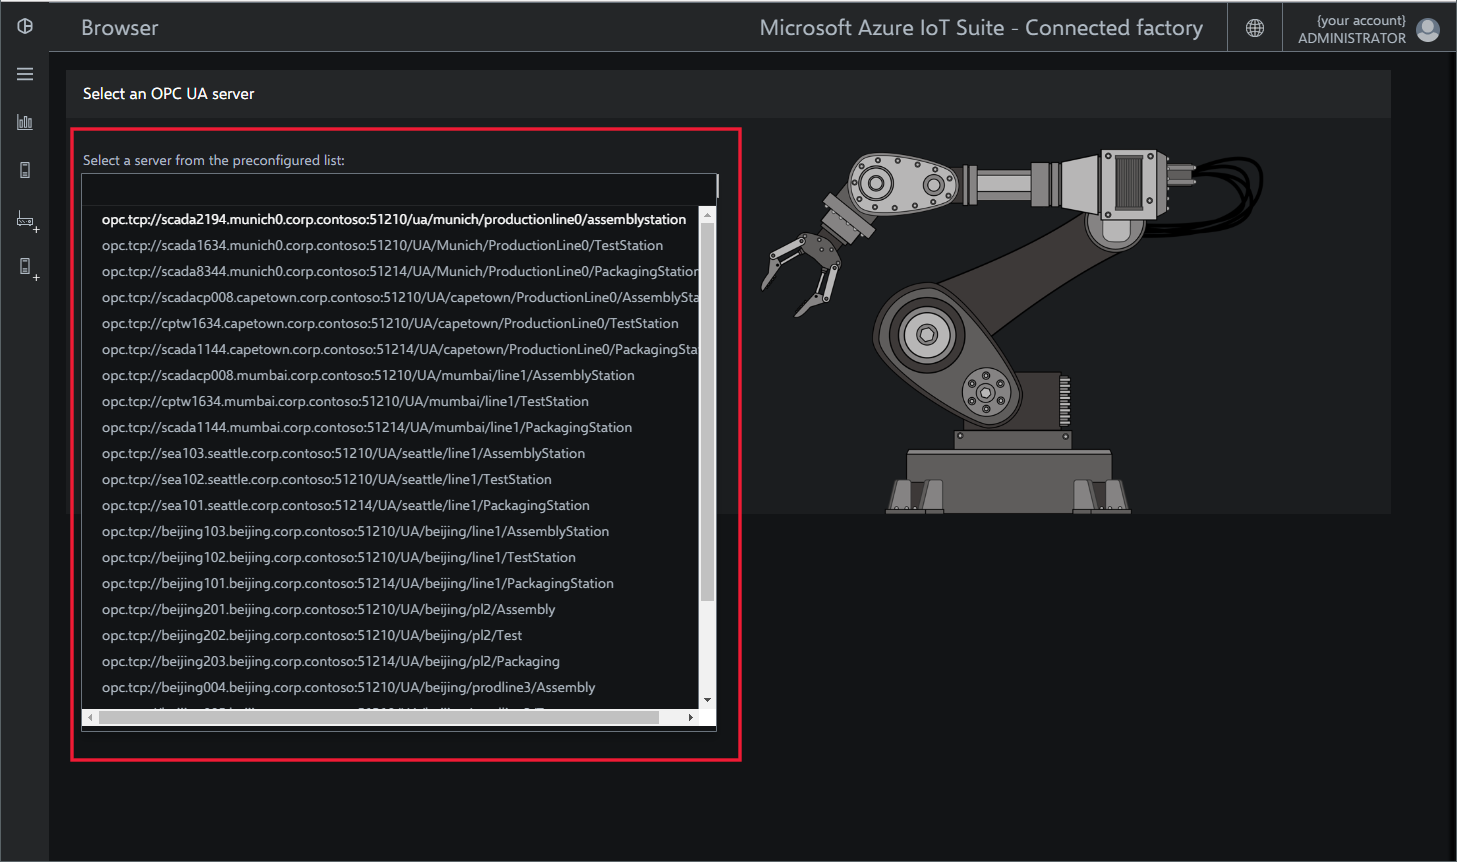 Browser
Microsoft Azure IoT Suite - Connected factory
{your account}
ADMINISTRATOR
Select an OPC UA server
Select a server from the preconfigured list:
opc.tcp://scada2194.munich0.corp.contoso:51210/ua/munich/productionline0/assemblystation
opc.tcp://scada1634.munich0.corp.contoso:51210/UA/Munich/ProductionLine0/TestStation
opc.tcp://scada8344.munich0.corp.contoso:51214/UA/Munich/ProductionLine0/PackagingStation
opc.tcp://scadacp008.capetown.corp.contoso:51210/UA/capetown/ProductionLine0/AssemblySta
opc.tcp://cptw1634.capetown.corp.contoso:51210/UA/capetown/ProductionLine0/TestStation
opc.tcp://scada1144.capetown.corp.contoso:51214/UA/capetown/ProductionLine0/PackagingSta
opc.tcp://scadacp008.mumbai.corp.contoso:51210/UA/mumbai/line1/AssemblyStation
opc.tcp://cptw1634.mumbai.corp.contoso:51210/UA/mumbai/line1/TestStation
opc.tcp://scada1144.mumbai.corp.contoso:51214/UA/mumbai/line1/PackagingStation
opc.tcp://sea103.seattle.corp.contoso:51210/UA/seattle/line1/AssemblyStation
opc.tcp://sea102.seattle.corp.contoso:51210/UA/seattle/line1/TestStation
opc.tcp://sea101.seattle.corp.contoso:51214/UA/seattle/line1/PackagingStation
opc.tcp://beijing103.beijing.corp.contoso:51210/UA/beijing/line1/AssemblyStation
opc.tcp://beijing102.beijing.corp.contoso:51210/UA/beijing/line1/TestStation
opc.tcp://beijing101.beijing.corp.contoso:51214/UA/beijing/line1/PackagingStation
opc.tcp://beijing201.beijing.corp.contoso:51210/UA/beijing/pl2/Assembly
opc.tcp://beijing202.beijing.corp.contoso:51210/UA/beijing/pl2/Test
opc.tcp://beijing203.beijing.corp.contoso:51214/UA/beijing/pl2/Packaging
opc.tcp://beijing004.beijing.corp.contoso:51210/UA/beijing/prodline3/Assembly